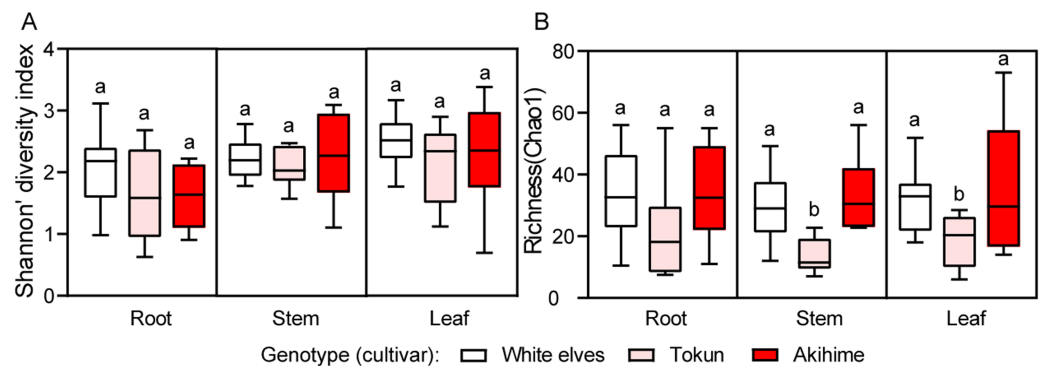 A
Shannon' diversity index
4
3
2
1
0
a
a
a
a
a
a
a
a
a
Root
Stem
Leaf
B
Richness(Chao1)
80
60
40
20
0
a
a
a
a
b
a
a
b
a
Root
Stem
Leaf
Genotype (cultivar): White elves Tokun Akihime